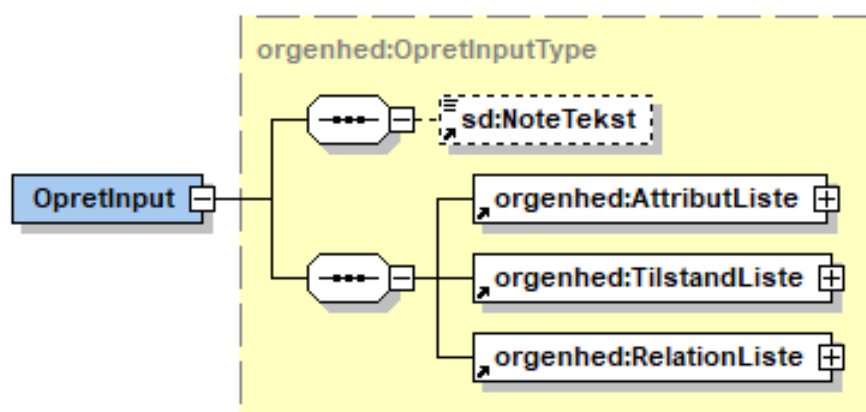 orgenhed:OpretInputType
sd:NoteTekst
OpretInput
orgenhed:AttributListe
orgenhed:TilstandListe
orgenhed:RelationListe